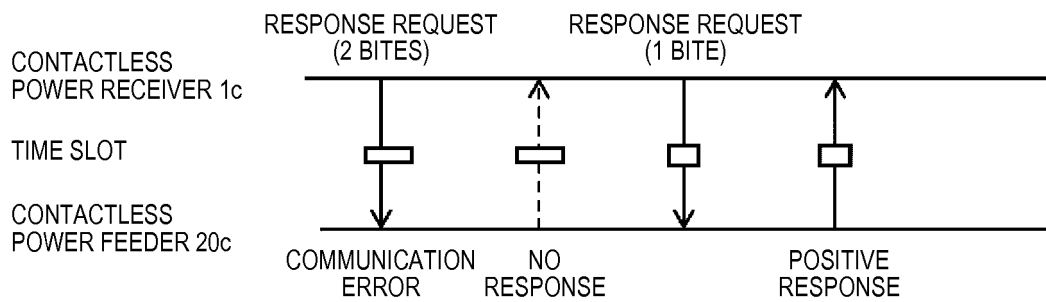 RESPONSE REQUEST
(2 BITES)
RESPONSE REQUEST
(1 BITE)
CONTACTLESS
POWER RECEIVER 1c
TIME SLOT
CONTACTLESS
POWER FEEDER 20c
COMMUNICATION
ERROR
NO
RESPONSE
POSITIVE
RESPONSE